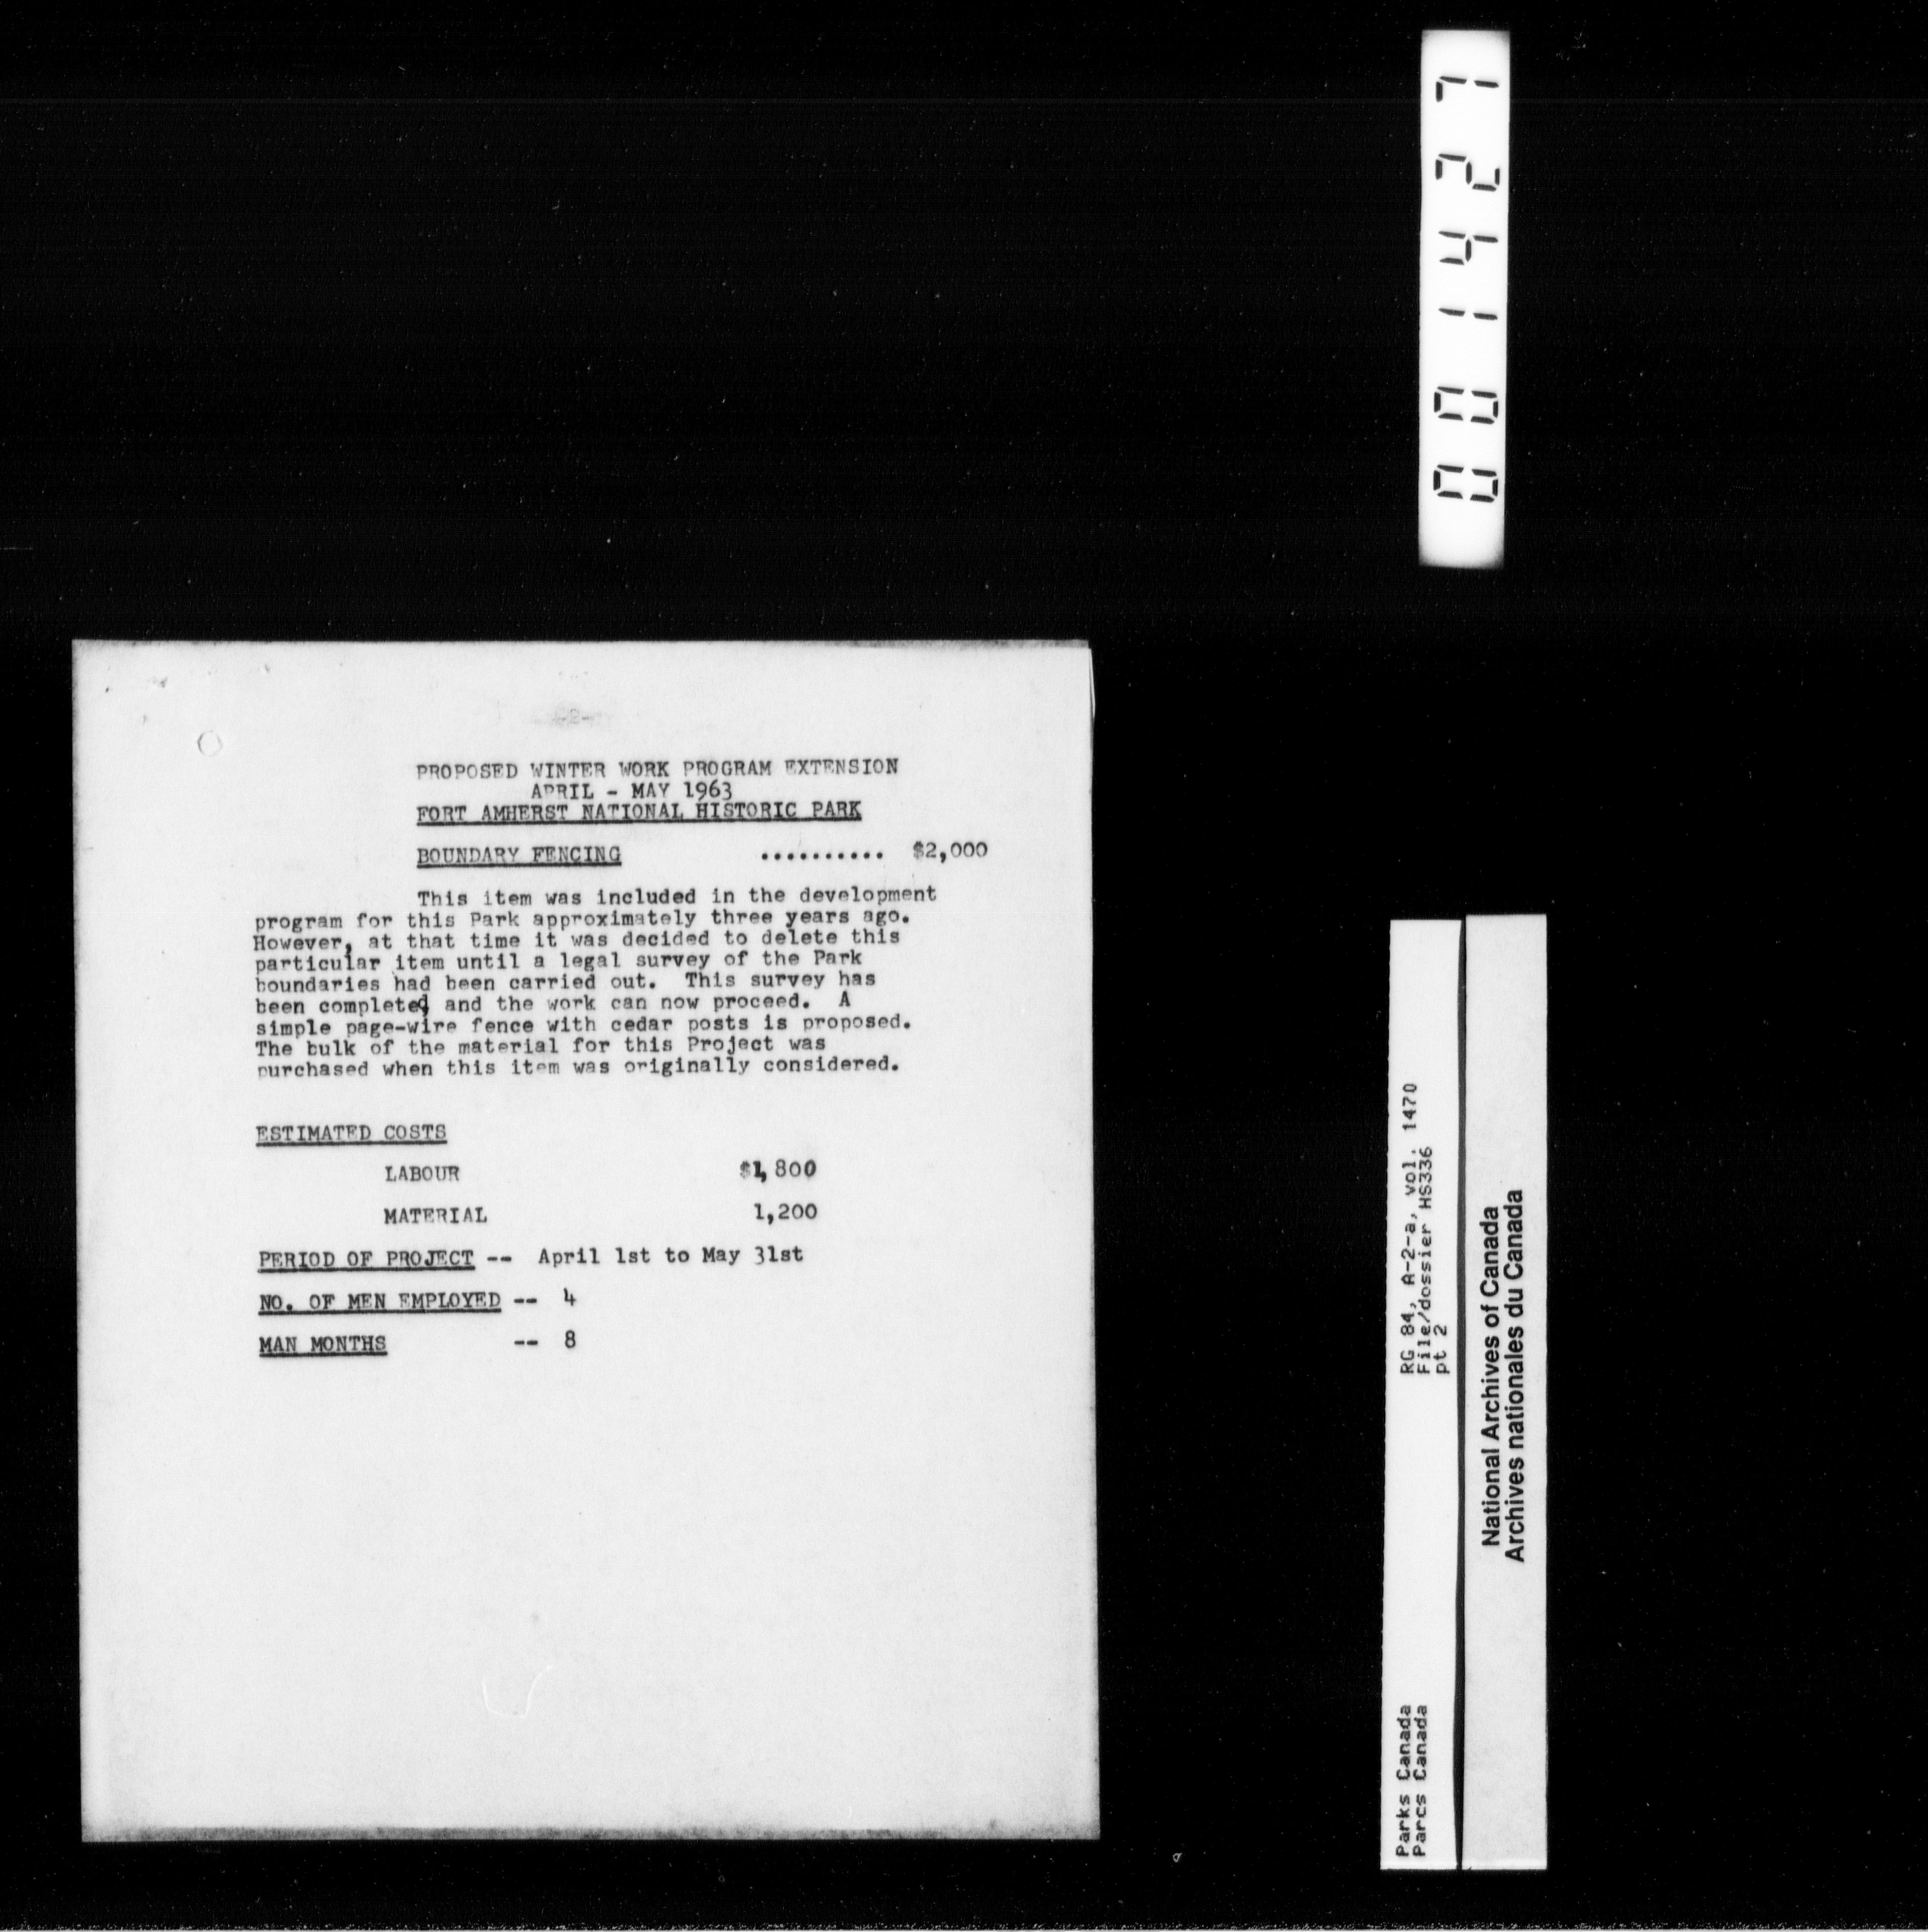 -2-
PROPOSED WINTER WORK PROGRAM EXTENSION
APRIL - MAY 1963
FORT AMHERST NATIONAL HISTORIC PARK
BOUNDARY FENCING .......... $2,000
This item was included in the development
program for this Park approximately three years ago.
However, at that time it was decided to delete this
particular item until a legal survey of the Park
boundaries had been carried out. This survey has
been completed and the work can now proceed. A
simple page-wire fence with cedar posts is proposed.
The bulk of the material for this Project was
purchased when this item was originally considered.
ESTIMATED COSTS
LABOUR $1,800
MATERIAL 1,200
PERIOD OF PROJECT -- April 1st to May 31st
NO. OF MEN EMPLOYED -- 4
MAN MONTHS -- 8
001427
Parks Canada RG 84, A-2-a, vol. 1470
Parcs Canada File/dossier HS336
pt 2
National Archives of Canada
Archives nationales du Canada